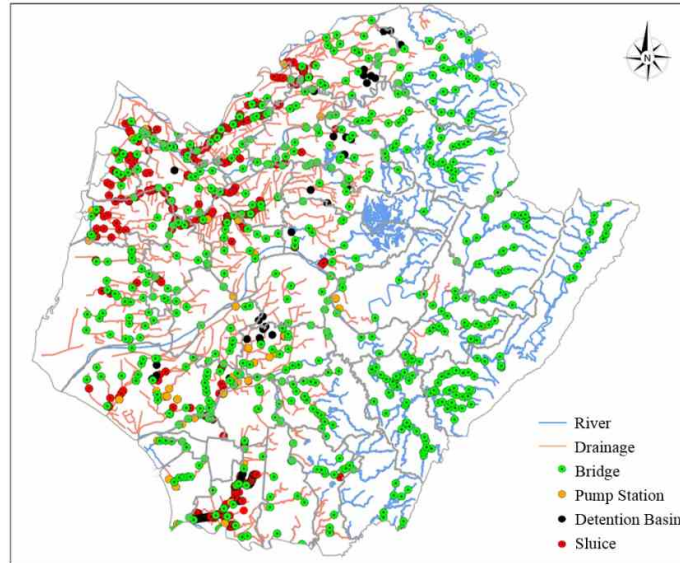 N
River
Drainage
Bridge
Pump Station
Detention Basin
Sluice